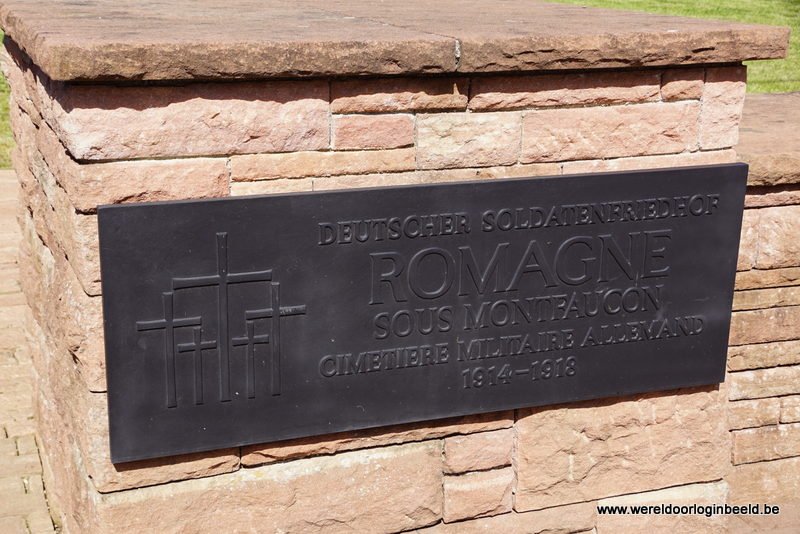 DEUTSCHER SOLDATENFRIEDHOF
ROMAGNE
SOUS MONTFAUCON
CIMETIERE MILITAIRE ALLEMAND
1914-1918
www.wereldoorloginbeeld.be